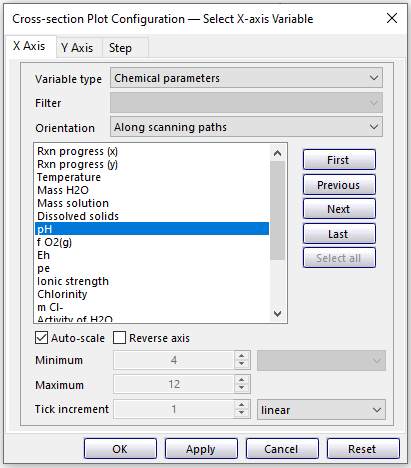 Cross-section Plot Configuration — Select X-axis Variable
X Axis Y Axis Step
Variable type Chemical parameters
Filter
Orientation Along scanning paths
Rxn progress (x)
Rxn progress (y)
Temperature
Mass H2O
Mass solution
Dissolved solids
pH
f O2(g)
Eh
pe
Ionic strength
Chlorinity
m Cl-
Activity of H2O
First
Previous
Next
Last
Select all
Auto-scale Reverse axis
Minimum 4
Maximum 12
Tick increment 1 linear
OK Apply Cancel Reset